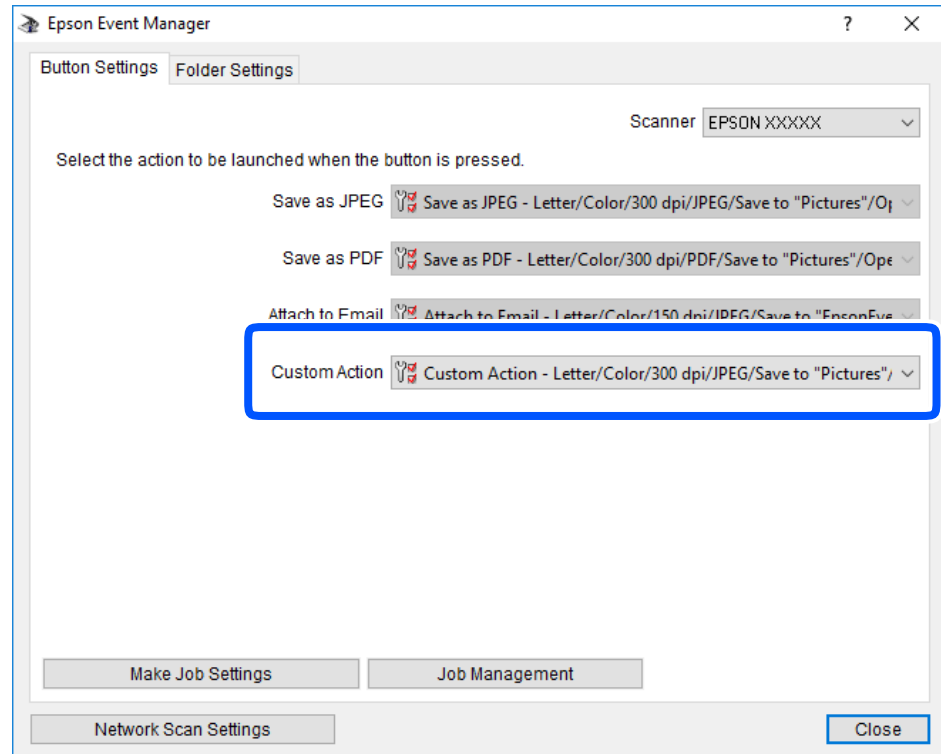 Epson Event Manager
Button Settings Folder Settings
Scanner EPSON XXXXX
Select the action to be launched when the button is pressed.
Save as JPEG Save as JPEG - Letter/Color/300 dpi/JPEG/Save to "Pictures"/Op
Save as PDF Save as PDF - Letter/Color/300 dpi/PDF/Save to "Pictures"/Ope
Attach to Email Attach to Email - Letter/Color/150 dpi/JPEG/Save to "EpsonEve
Custom Action Custom Action - Letter/Color/300 dpi/JPEG/Save to "Pictures"/
Make Job Settings Job Management
Network Scan Settings Close